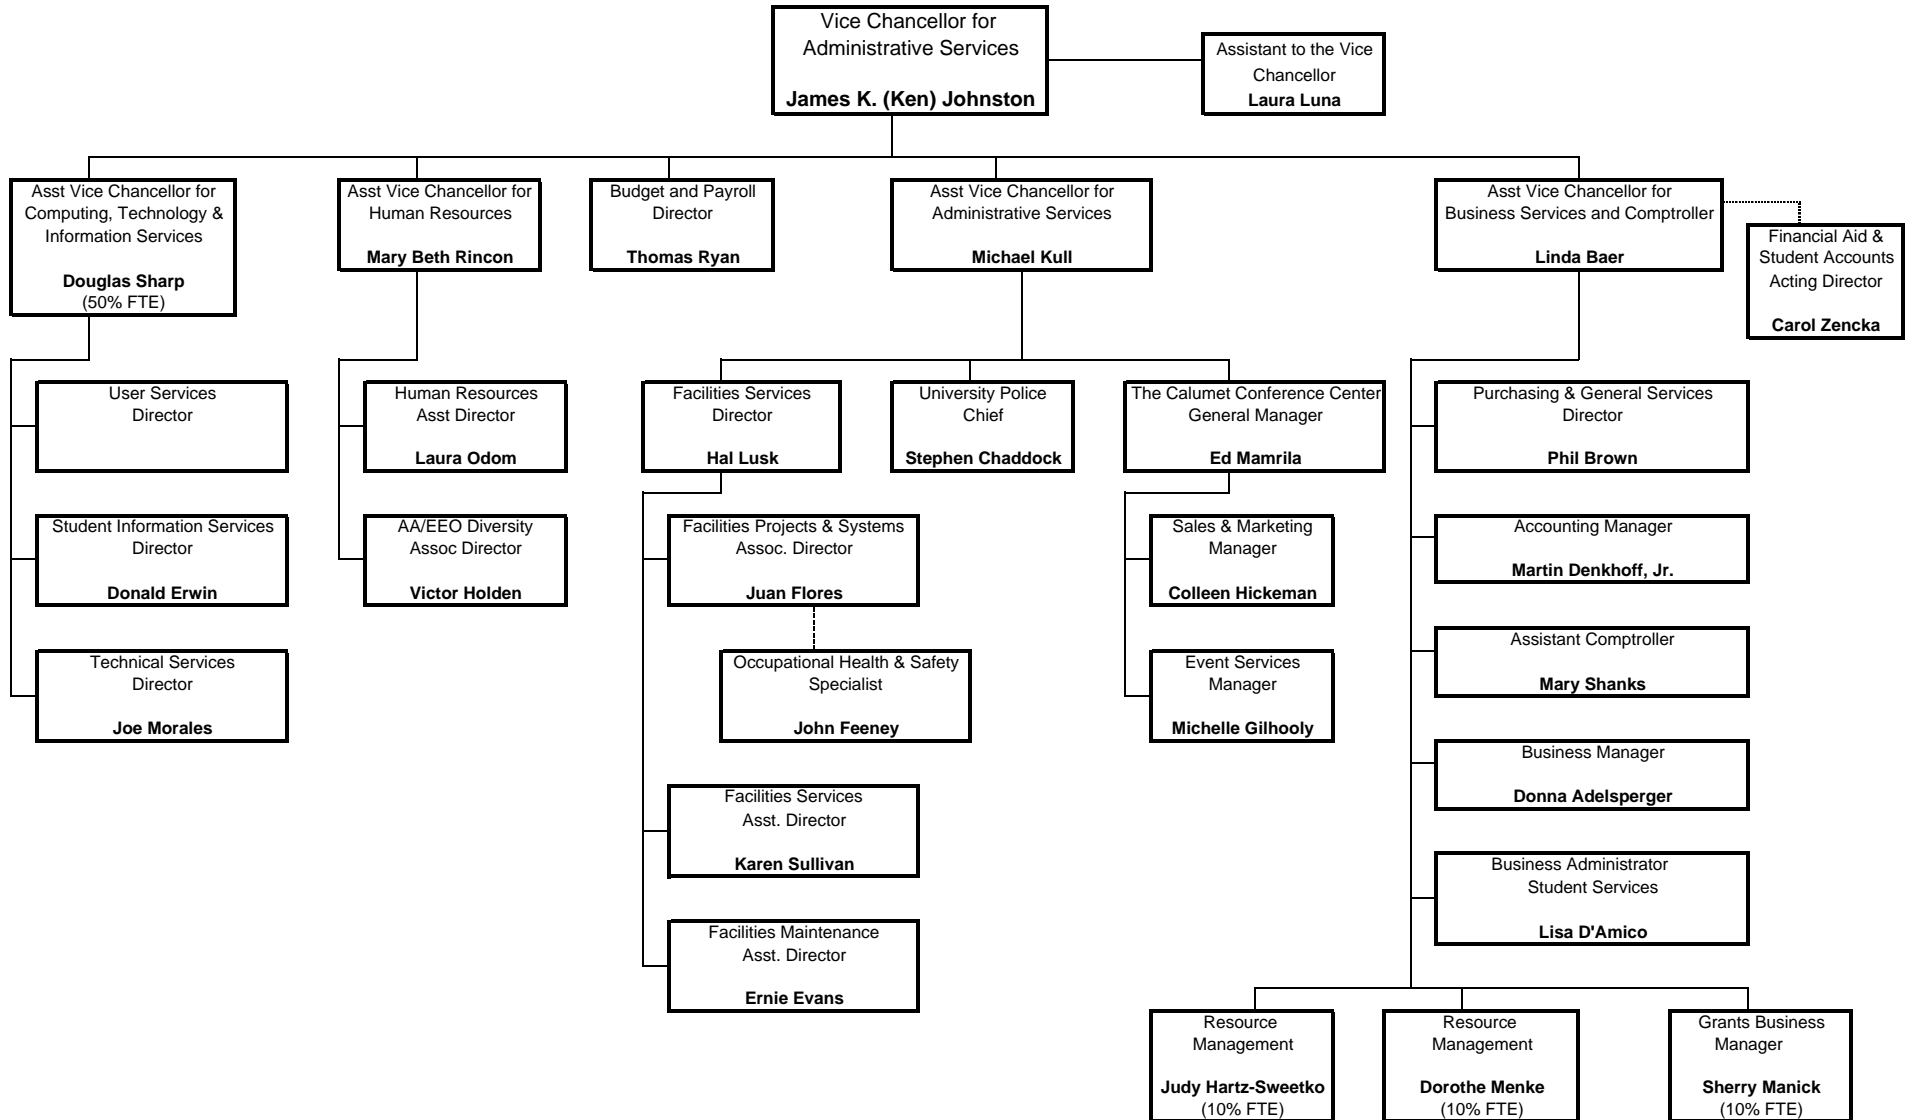 Vice Chancellor for
Administrative Services
James K. (Ken) Johnston
Assistant to the Vice
Chancellor
Laura Luna
Asst Vice Chancellor for
Computing, Technology &
Information Services
Douglas Sharp
(50% FTE)
Asst Vice Chancellor for
Human Resources
Mary Beth Rincon
Budget and Payroll
Director
Thomas Ryan
Asst Vice Chancellor for
Administrative Services
Michael Kull
Asst Vice Chancellor for
Business Services and Comptroller
Linda Baer
Financial Aid &
Student Accounts
Acting Director
Carol Zencka
User Services
Director
Student Information Services
Director
Donald Erwin
Technical Services
Director
Joe Morales
Human Resources
Asst Director
Laura Odom
AA/EEO Diversity
Assoc Director
Victor Holden
Facilities Services
Director
Hal Lusk
University Police
Chief
Stephen Chaddock
The Calumet Conference Center
General Manager
Ed Mamrila
Facilities Projects & Systems
Assoc. Director
Juan Flores
Occupational Health & Safety
Specialist
John Feeney
Facilities Services
Asst. Director
Karen Sullivan
Facilities Maintenance
Asst. Director
Ernie Evans
Sales & Marketing
Manager
Colleen Hickeman
Event Services
Manager
Michelle Gilhooly
Purchasing & General Services
Director
Phil Brown
Accounting Manager
Martin Denkhoff, Jr.
Assistant Comptroller
Mary Shanks
Business Manager
Donna Adelsperger
Business Administrator
Student Services
Lisa D'Amico
Resource
Management
Judy Hartz-Sweetko
(10% FTE)
Resource
Management
Dorothe Menke
(10% FTE)
Grants Business
Manager
Sherry Manick
(10% FTE)